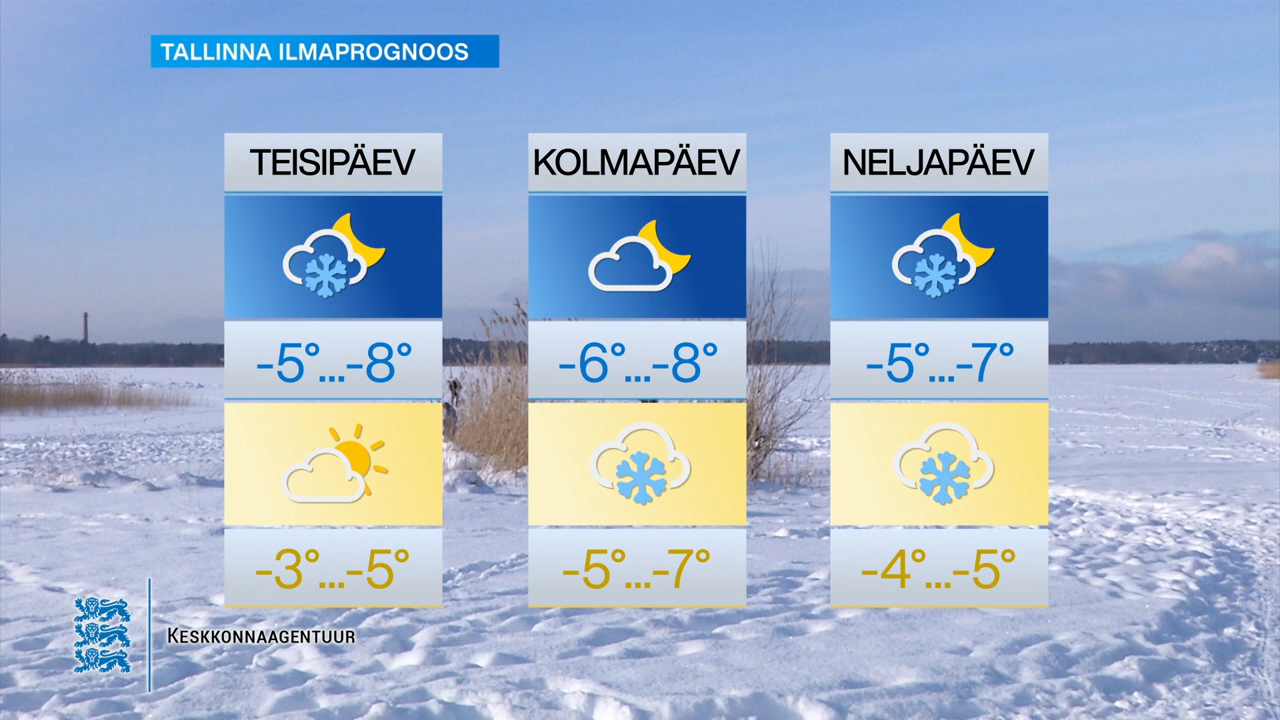 TALLINNA ILMAPROGNOOS
TEISIPÄEV
-5°...-8°
-3°...-5°
KOLMAPÄEV
-6°...-8°
-5°...-7°
NELJAPÄEV
-5°...-7°
-4°...-5°
KESKKONNAAGENTUUR